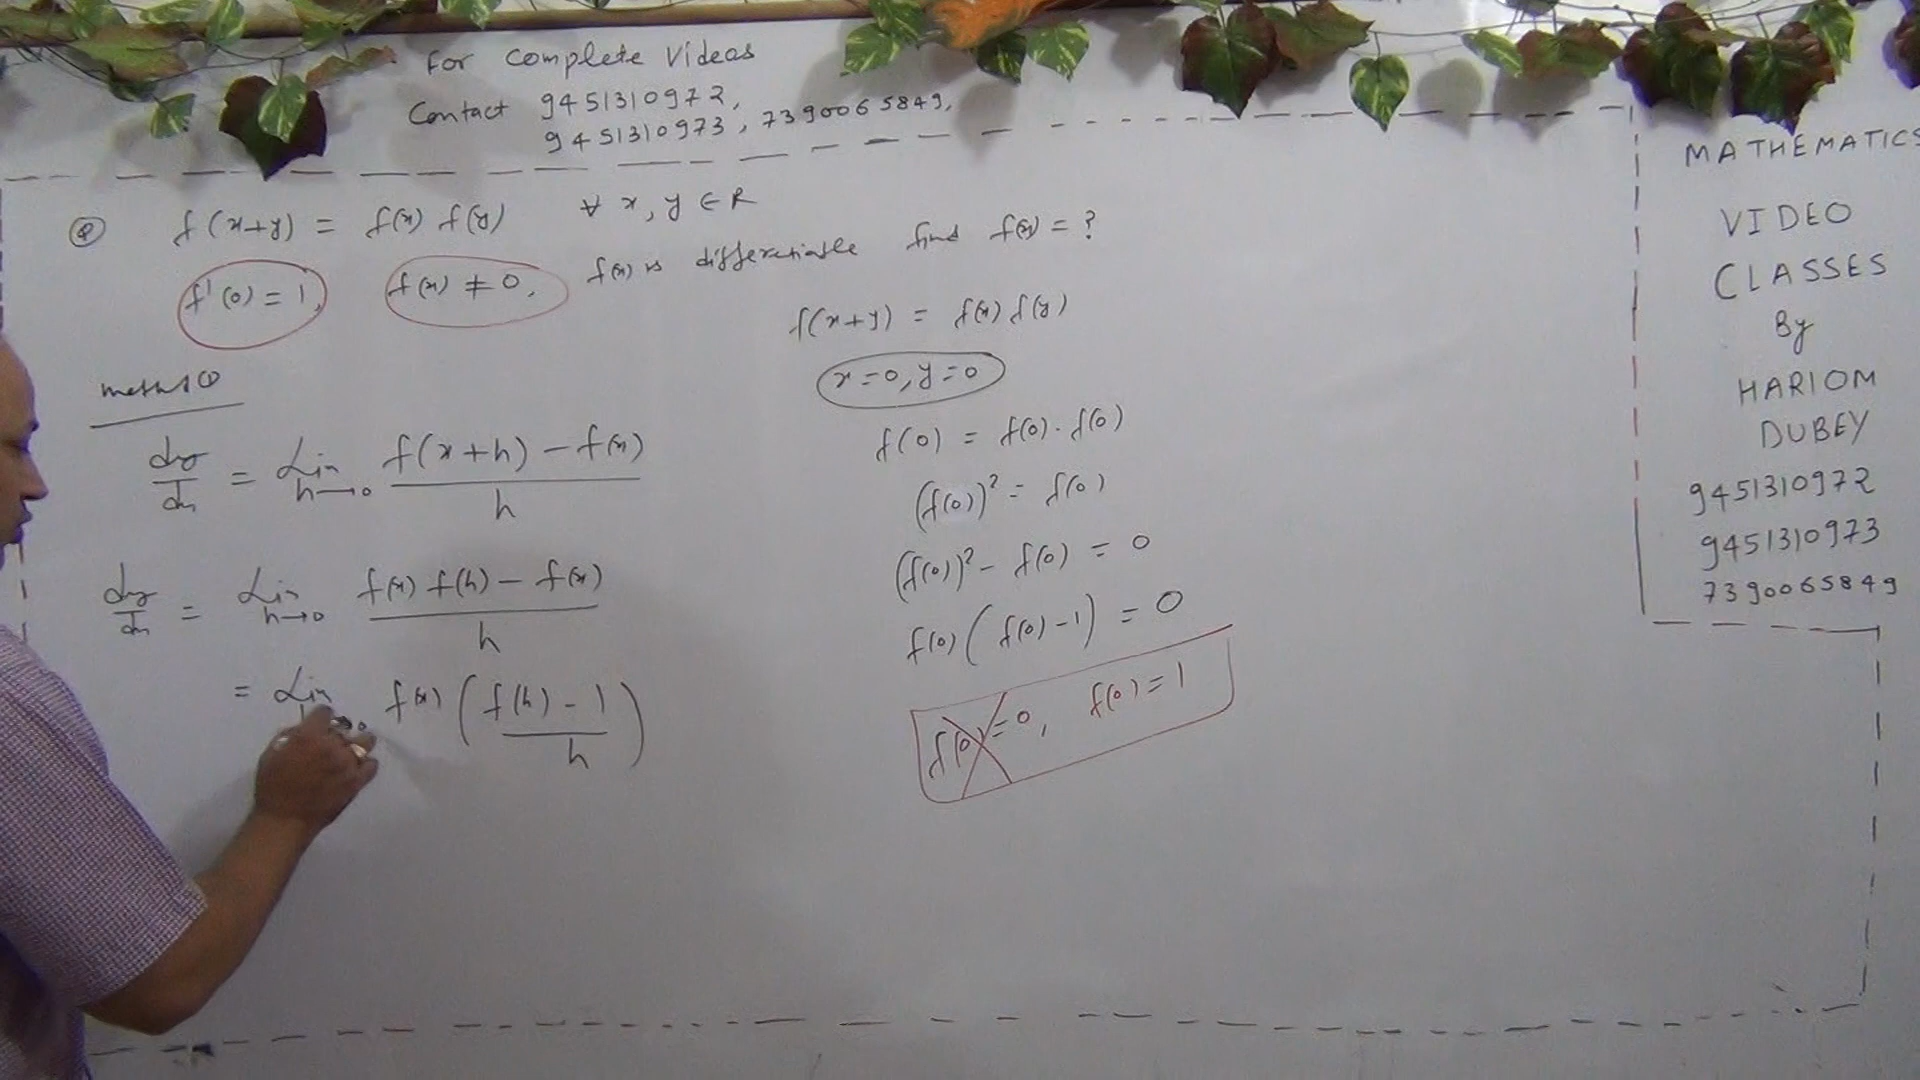 For Complete Videos
Contact 9451310972,
9451310973, 7390065849,
Q f(x+y) = f(x) f(y) ∀ x, y ∈ R
f'(0) = 1, f(x) ≠ 0, f(x) is differentiable find f(x) = ?
method ①
dy/dx = Lim h→0 (f(x+h) − f(x))/h
dy/dx = Lim h→0 (f(x) f(h) − f(x))/h
= Lim h→0 f(x) ((f(h) − 1)/h)
f(x+y) = f(x) f(y)
x=0, y=0
f(0) = f(0) · f(0)
(f(0))² = f(0)
(f(0))² − f(0) = 0
f(0) (f(0) − 1) = 0
f(0) = 0, f(0) = 1
MATHEMATICS
VIDEO
CLASSES
By
HARIOM
DUBEY
9451310972
9451310973
7390065849